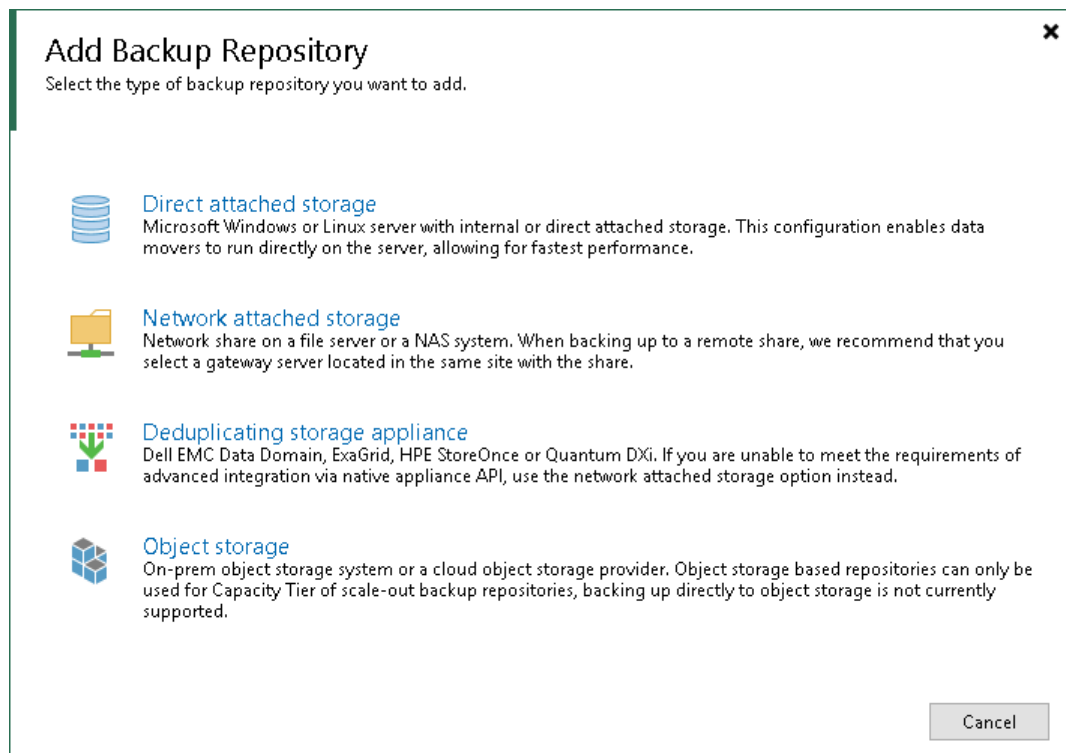 Add Backup Repository
Select the type of backup repository you want to add.
Direct attached storage
Microsoft Windows or Linux server with internal or direct attached storage. This configuration enables data
movers to run directly on the server, allowing for fastest performance.
Network attached storage
Network share on a file server or a NAS system. When backing up to a remote share, we recommend that you
select a gateway server located in the same site with the share.
Deduplicating storage appliance
Dell EMC Data Domain, ExaGrid, HPE StoreOnce or Quantum DXi. If you are unable to meet the requirements of
advanced integration via native appliance API, use the network attached storage option instead.
Object storage
On-prem object storage system or a cloud object storage provider. Object storage based repositories can only be
used for Capacity Tier of scale-out backup repositories, backing up directly to object storage is not currently
supported.
Cancel